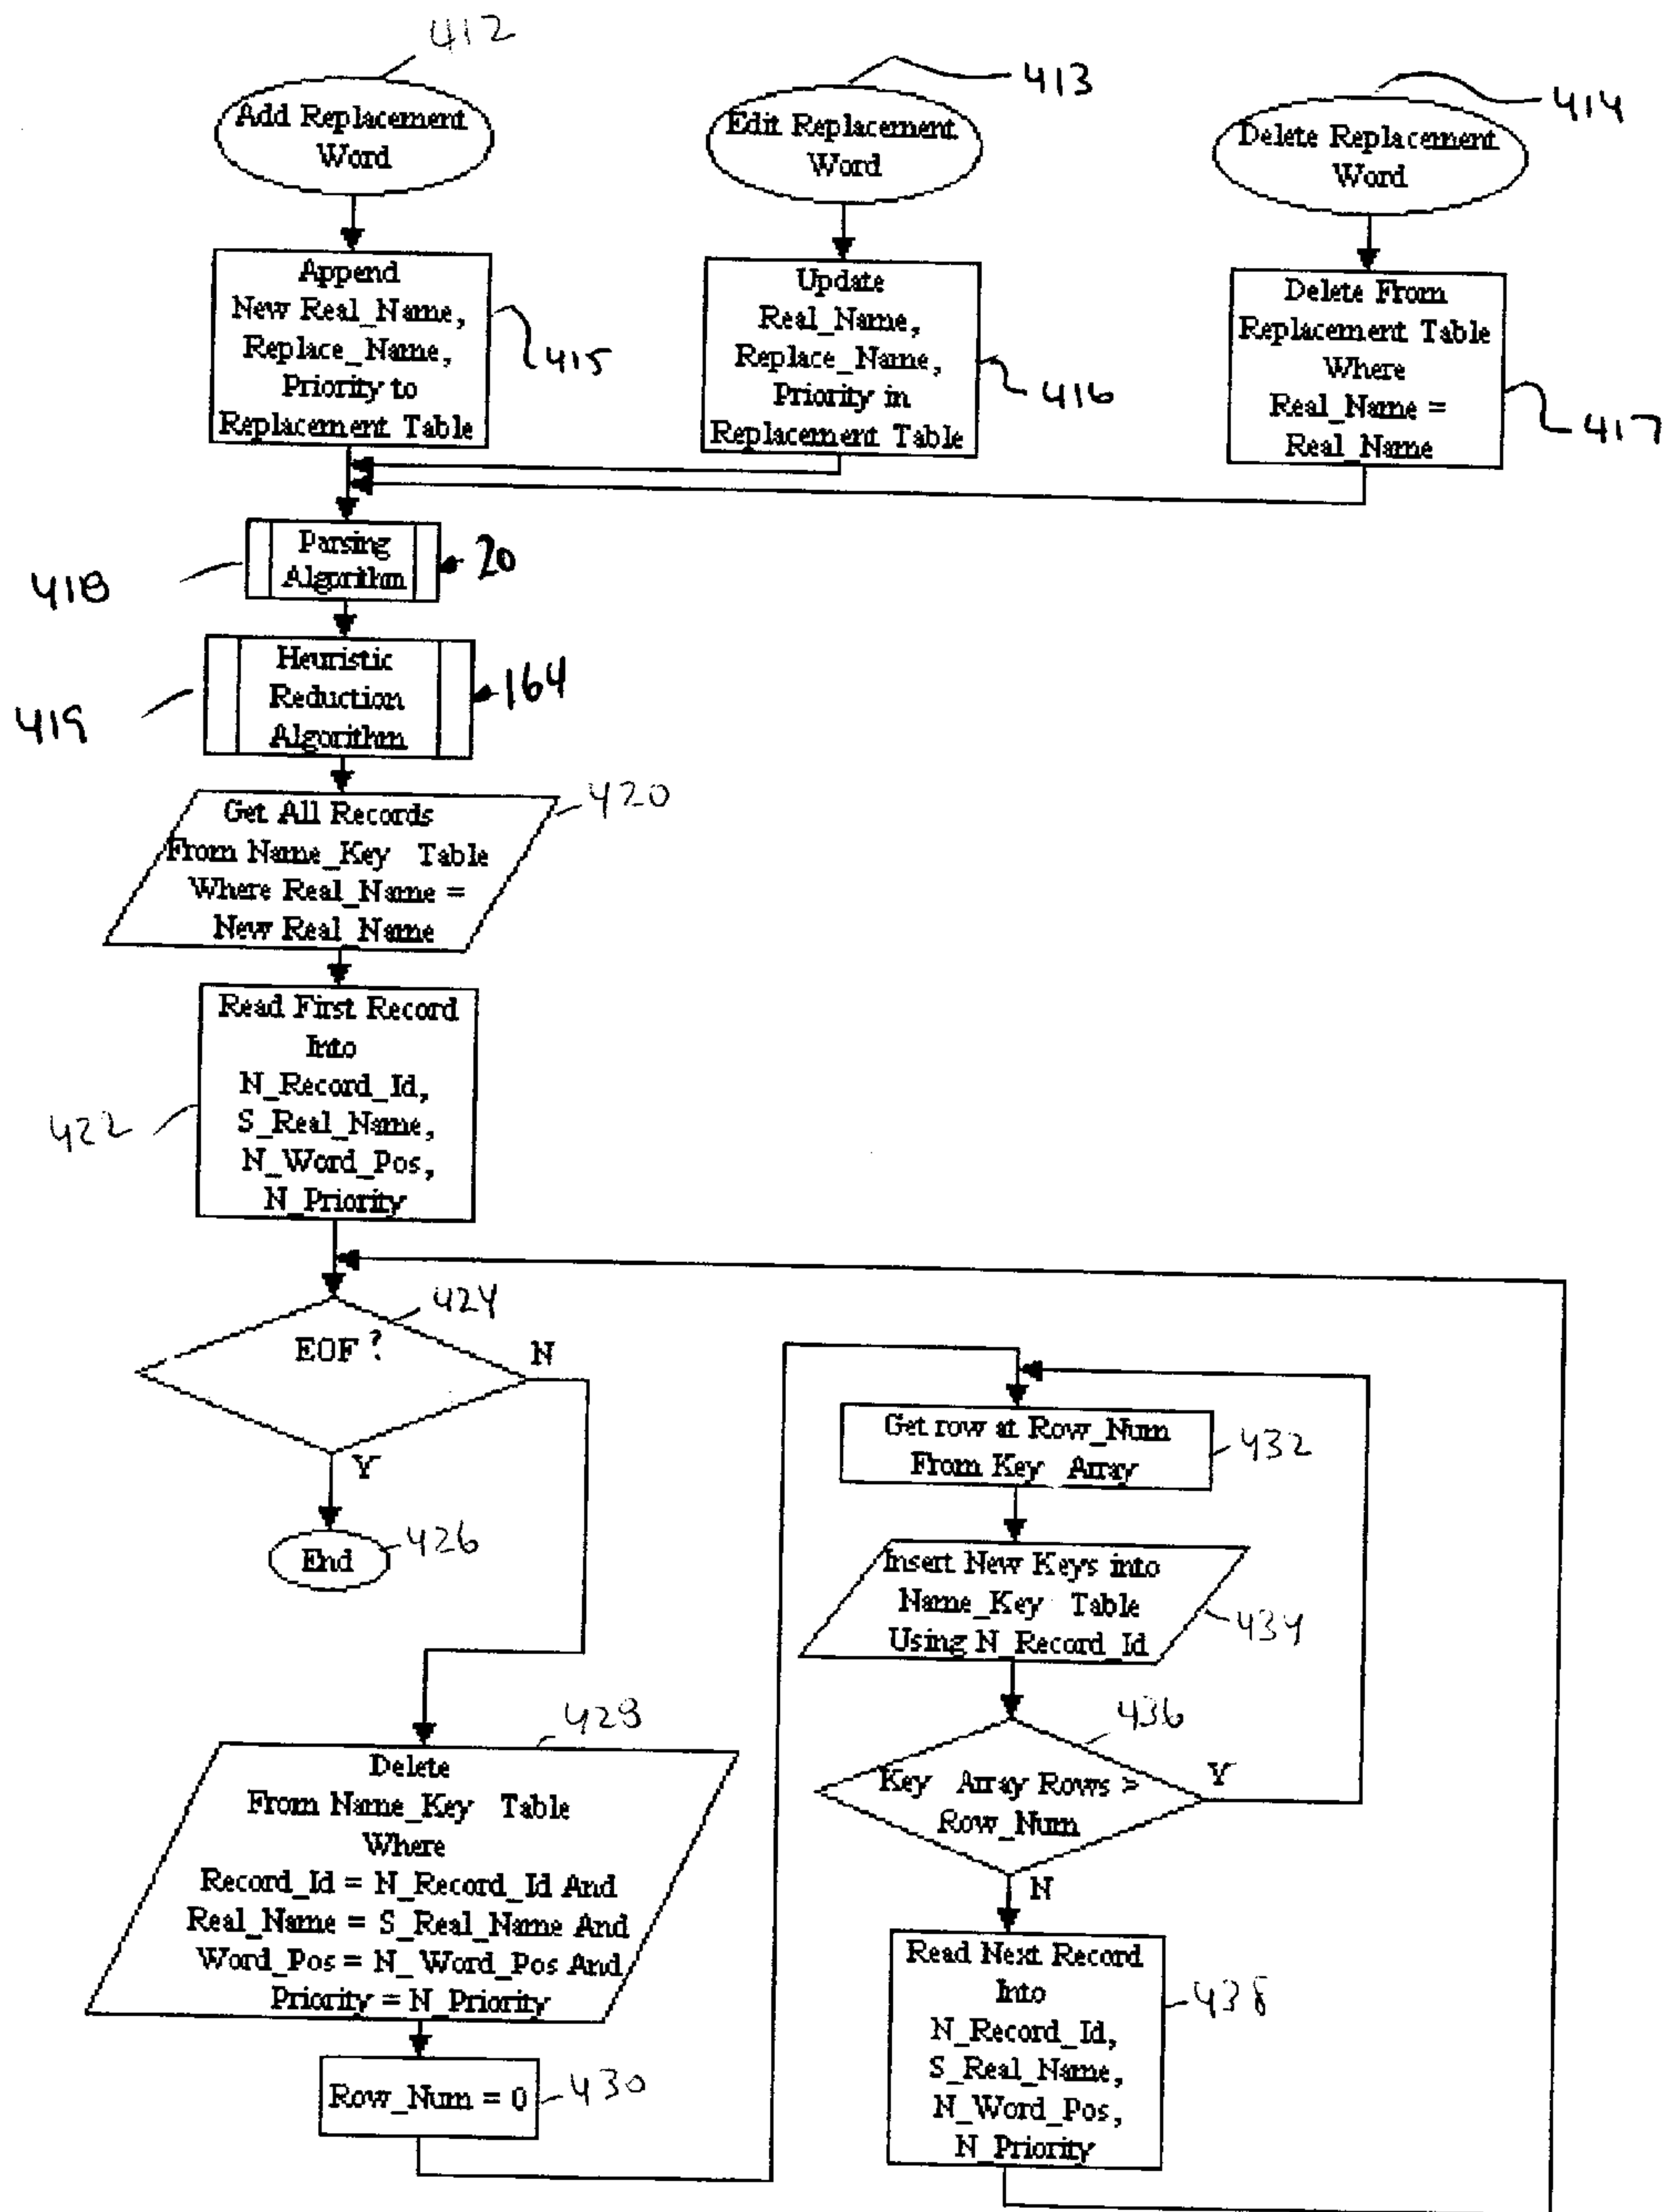 412
Add Replacement
Word
413
Edit Replacement
Word
414
Delete Replacement
Word
Append
New Real_Name,
Replace_Name,
Priority to
Replacement Table
415
Update
Real_Name,
Replace_Name,
Priority in
Replacement Table
416
Delete From
Replacement Table
Where
Real_Name =
Real_Name
417
418
Parsing
Algorithm
20
419
Heuristic
Reduction
Algorithm
164
Get All Records
From Name_Key Table
Where Real_Name =
New Real_Name
420
422
Read First Record
Into
N_Record_Id,
S_Real_Name,
N_Word_Pos,
N_Priority
EOF?
424
N
Y
End
426
Delete
From Name_Key Table
Where
Record_Id = N_Record_Id And
Real_Name = S_Real_Name And
Word_Pos = N_Word_Pos And
Priority = N_Priority
428
Row_Num = 0
430
Get row at Row_Num
From Key Array
432
Insert New Keys into
Name_Key Table
Using N_Record_Id
434
Key Array Rows >
Row_Num
436
Y
N
Read Next Record
Into
N_Record_Id,
S_Real_Name,
N_Word_Pos,
N_Priority
438